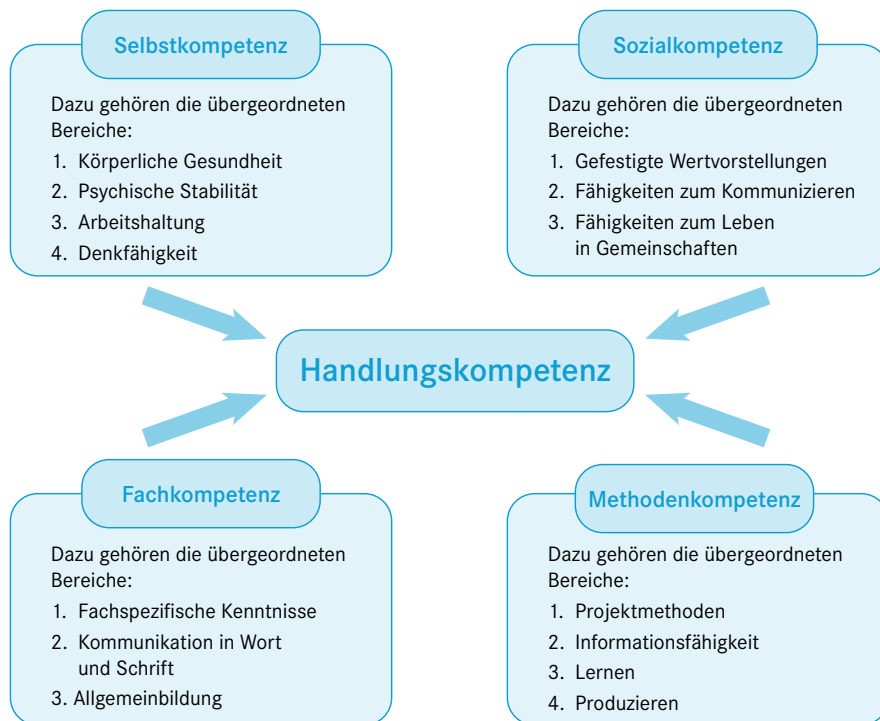 Selbstkompetenz
Dazu gehören die übergeordneten
Bereiche:
1. Körperliche Gesundheit
2. Psychische Stabilität
3. Arbeitshaltung
4. Denkfähigkeit
Sozialkompetenz
Dazu gehören die übergeordneten
Bereiche:
1. Gefestigte Wertvorstellungen
2. Fähigkeiten zum Kommunizieren
3. Fähigkeiten zum Leben
in Gemeinschaften
Handlungskompetenz
Fachkompetenz
Dazu gehören die übergeordneten
Bereiche:
1. Fachspezifische Kenntnisse
2. Kommunikation in Wort
und Schrift
3. Allgemeinbildung
Methodenkompetenz
Dazu gehören die übergeordneten
Bereiche:
1. Projektmethoden
2. Informationsfähigkeit
3. Lernen
4. Produzieren